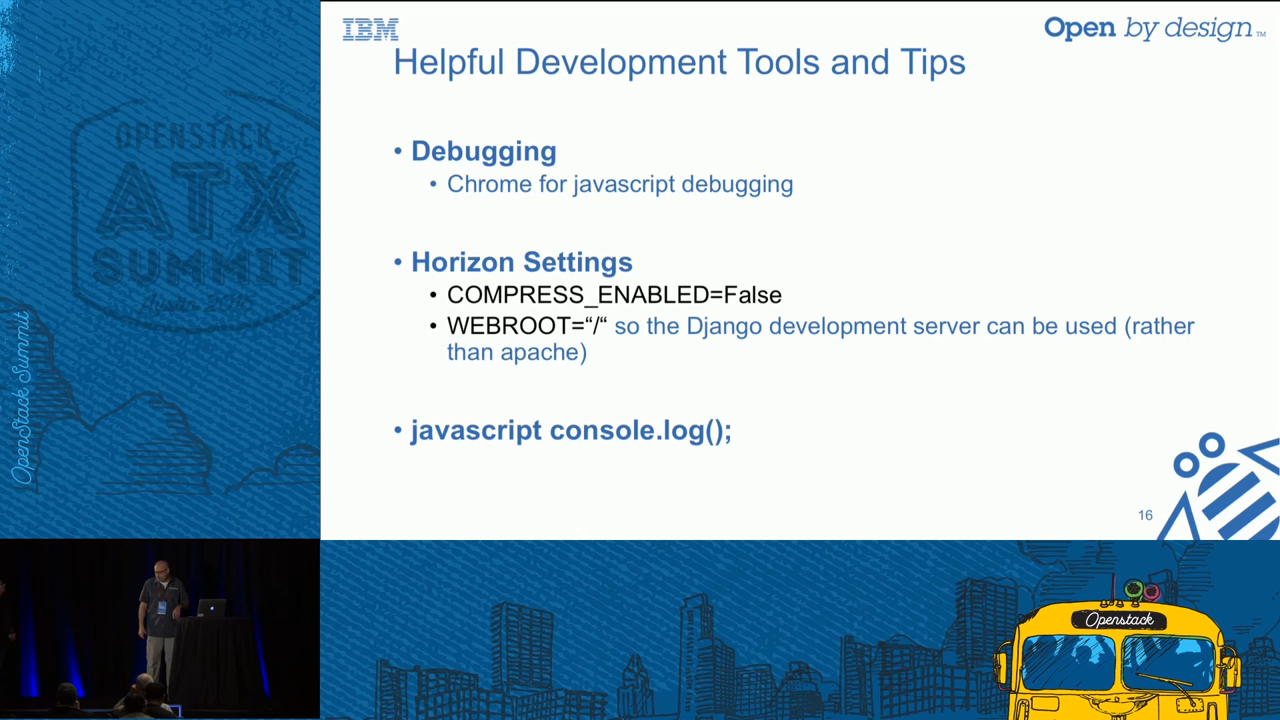 IBM
Open by design™
Helpful Development Tools and Tips
• Debugging
• Chrome for javascript debugging
• Horizon Settings
• COMPRESS_ENABLED=False
• WEBROOT=“/“ so the Django development server can be used (rather
than apache)
• javascript console.log();
16
OPENSTACK
ATX
SUMMIT
Austin 2016
OpenStack Summit
Openstack